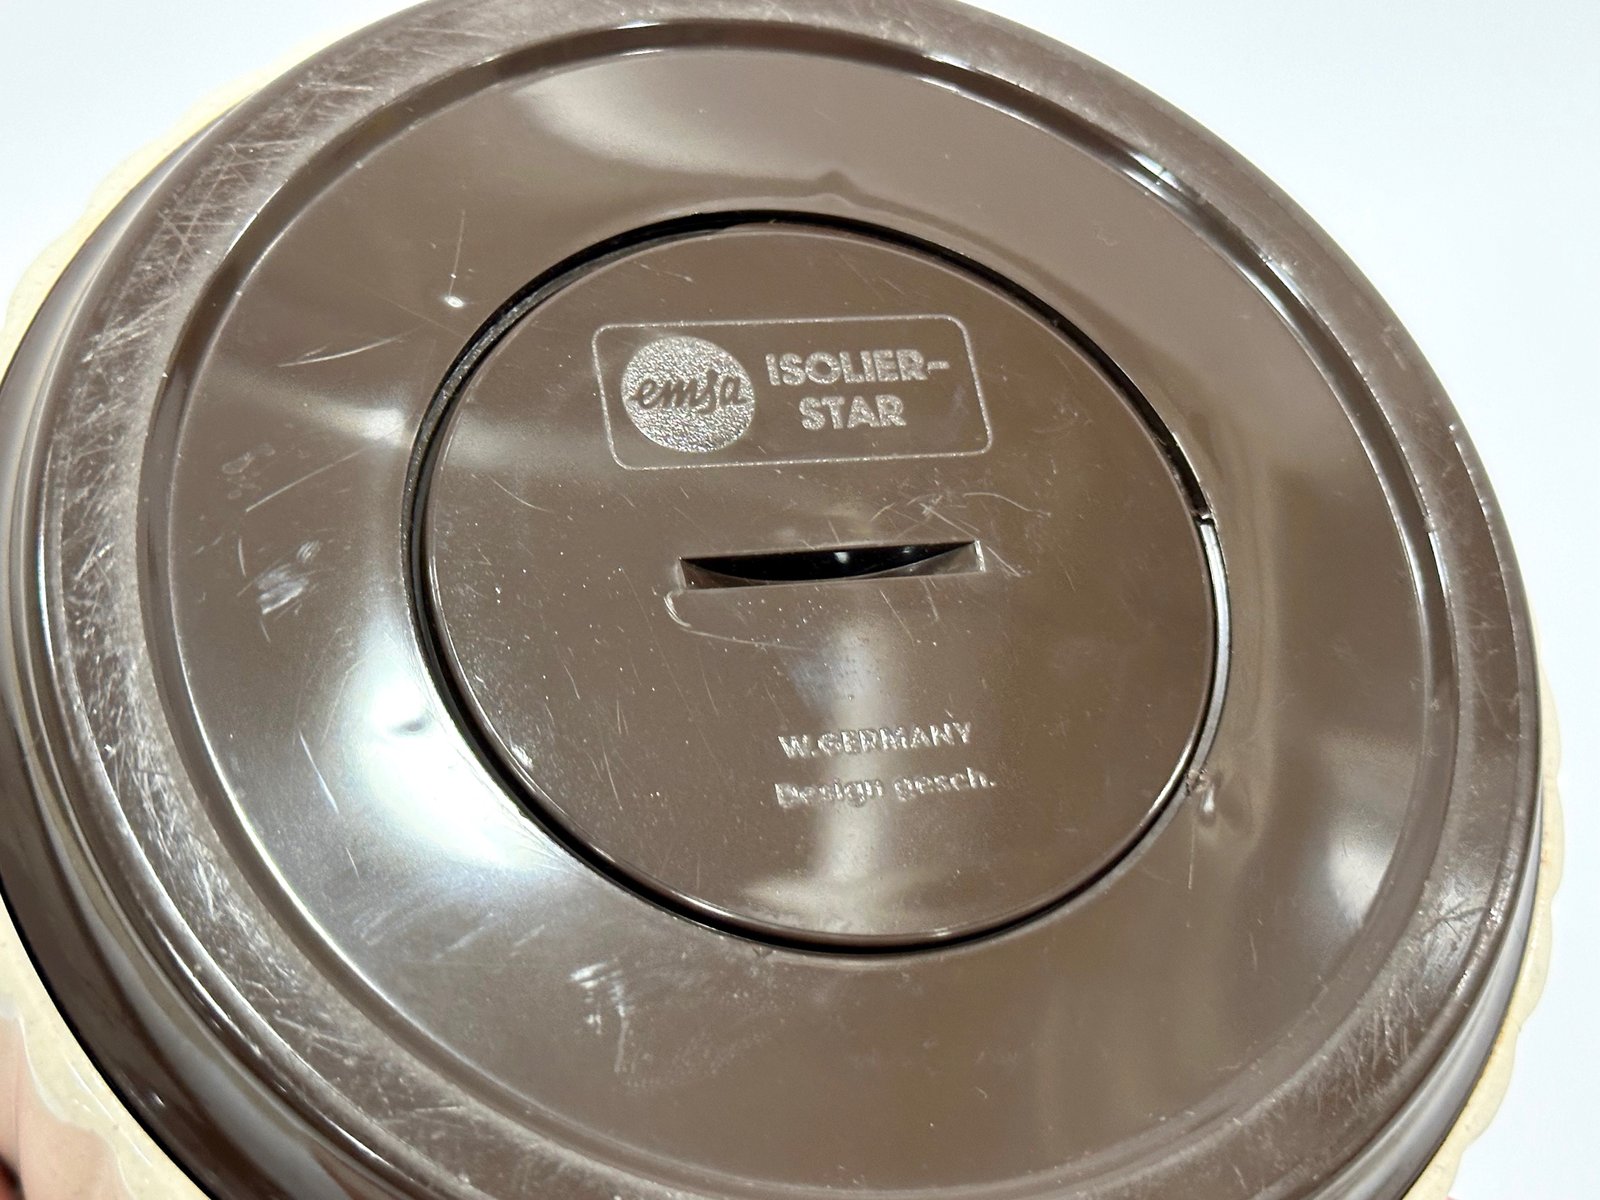 emsa ISOLIER-
STAR
W.GERMANY
Design gesch.